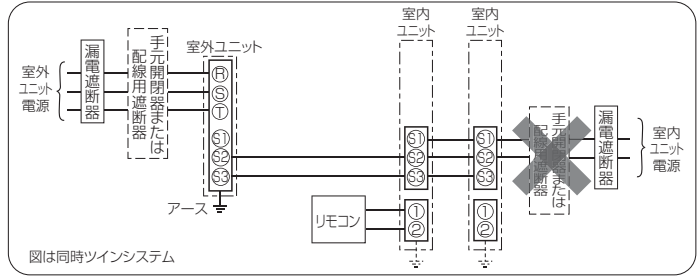 室外
ユニット
電源
漏電遮断器
手元開閉器または
配線用遮断器
室外ユニット
R
S
T
S1
S2
S3
アース
室内
ユニット
S1
S2
S3
①
②
リモコン
室内
ユニット
S1
S2
S3
①
②
手元開閉器または
配線用遮断器
漏電遮断器
室内
ユニット
電源
図は同時ツインシステム